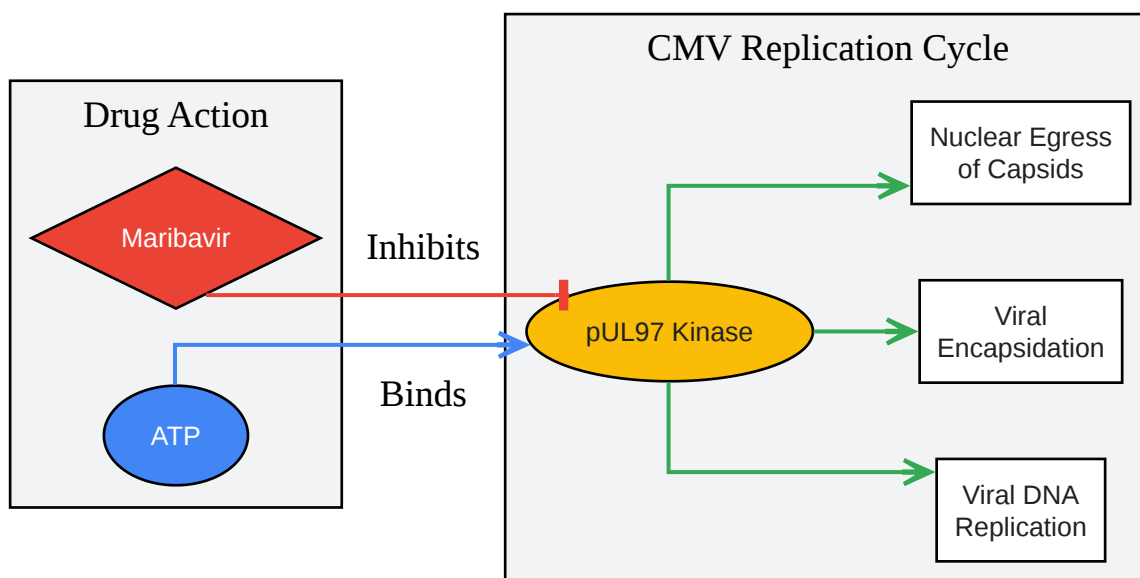 CMV Replication Cycle
Drug Action
Nuclear Egress
of Capsids
Maribavir
Inhibits
pUL97 Kinase
Viral
Encapsidation
Binds
ATP
Viral DNA
Replication